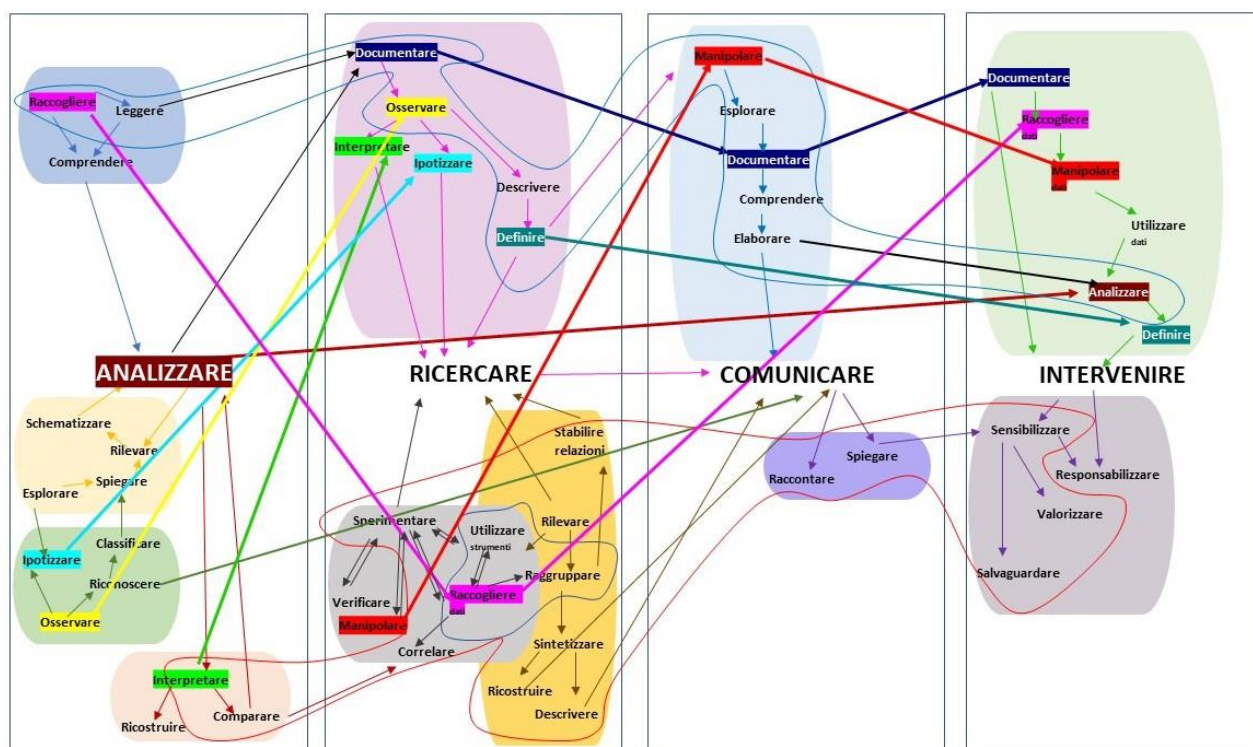 Raccogliere
Leggere
Comprendere
ANALIZZARE
Schematizzare
Rilevare
Esplorare
Spiegare
Classificare
Ipotizzare
Riconoscere
Osservare
Interpretare
Ricostruire
Comparare
Documentare
Osservare
Interpretare
Ipotizzare
Descrivere
Definire
RICERCARE
Stabilire
relazioni
Sperimentare
Utilizzare
strumenti
Rilevare
Raggruppare
Verificare
Raccogliere
dati
Manipolare
Correlare
Sintetizzare
Ricostruire
Descrivere
Manipolare
Esplorare
Documentare
Comprendere
Elaborare
COMUNICARE
Spiegare
Raccontare
Documentare
Raccogliere
dati
Manipolare
dati
Utilizzare
dati
Analizzare
Definire
INTERVENIRE
Sensibilizzare
Responsabilizzare
Valorizzare
Salvaguardare